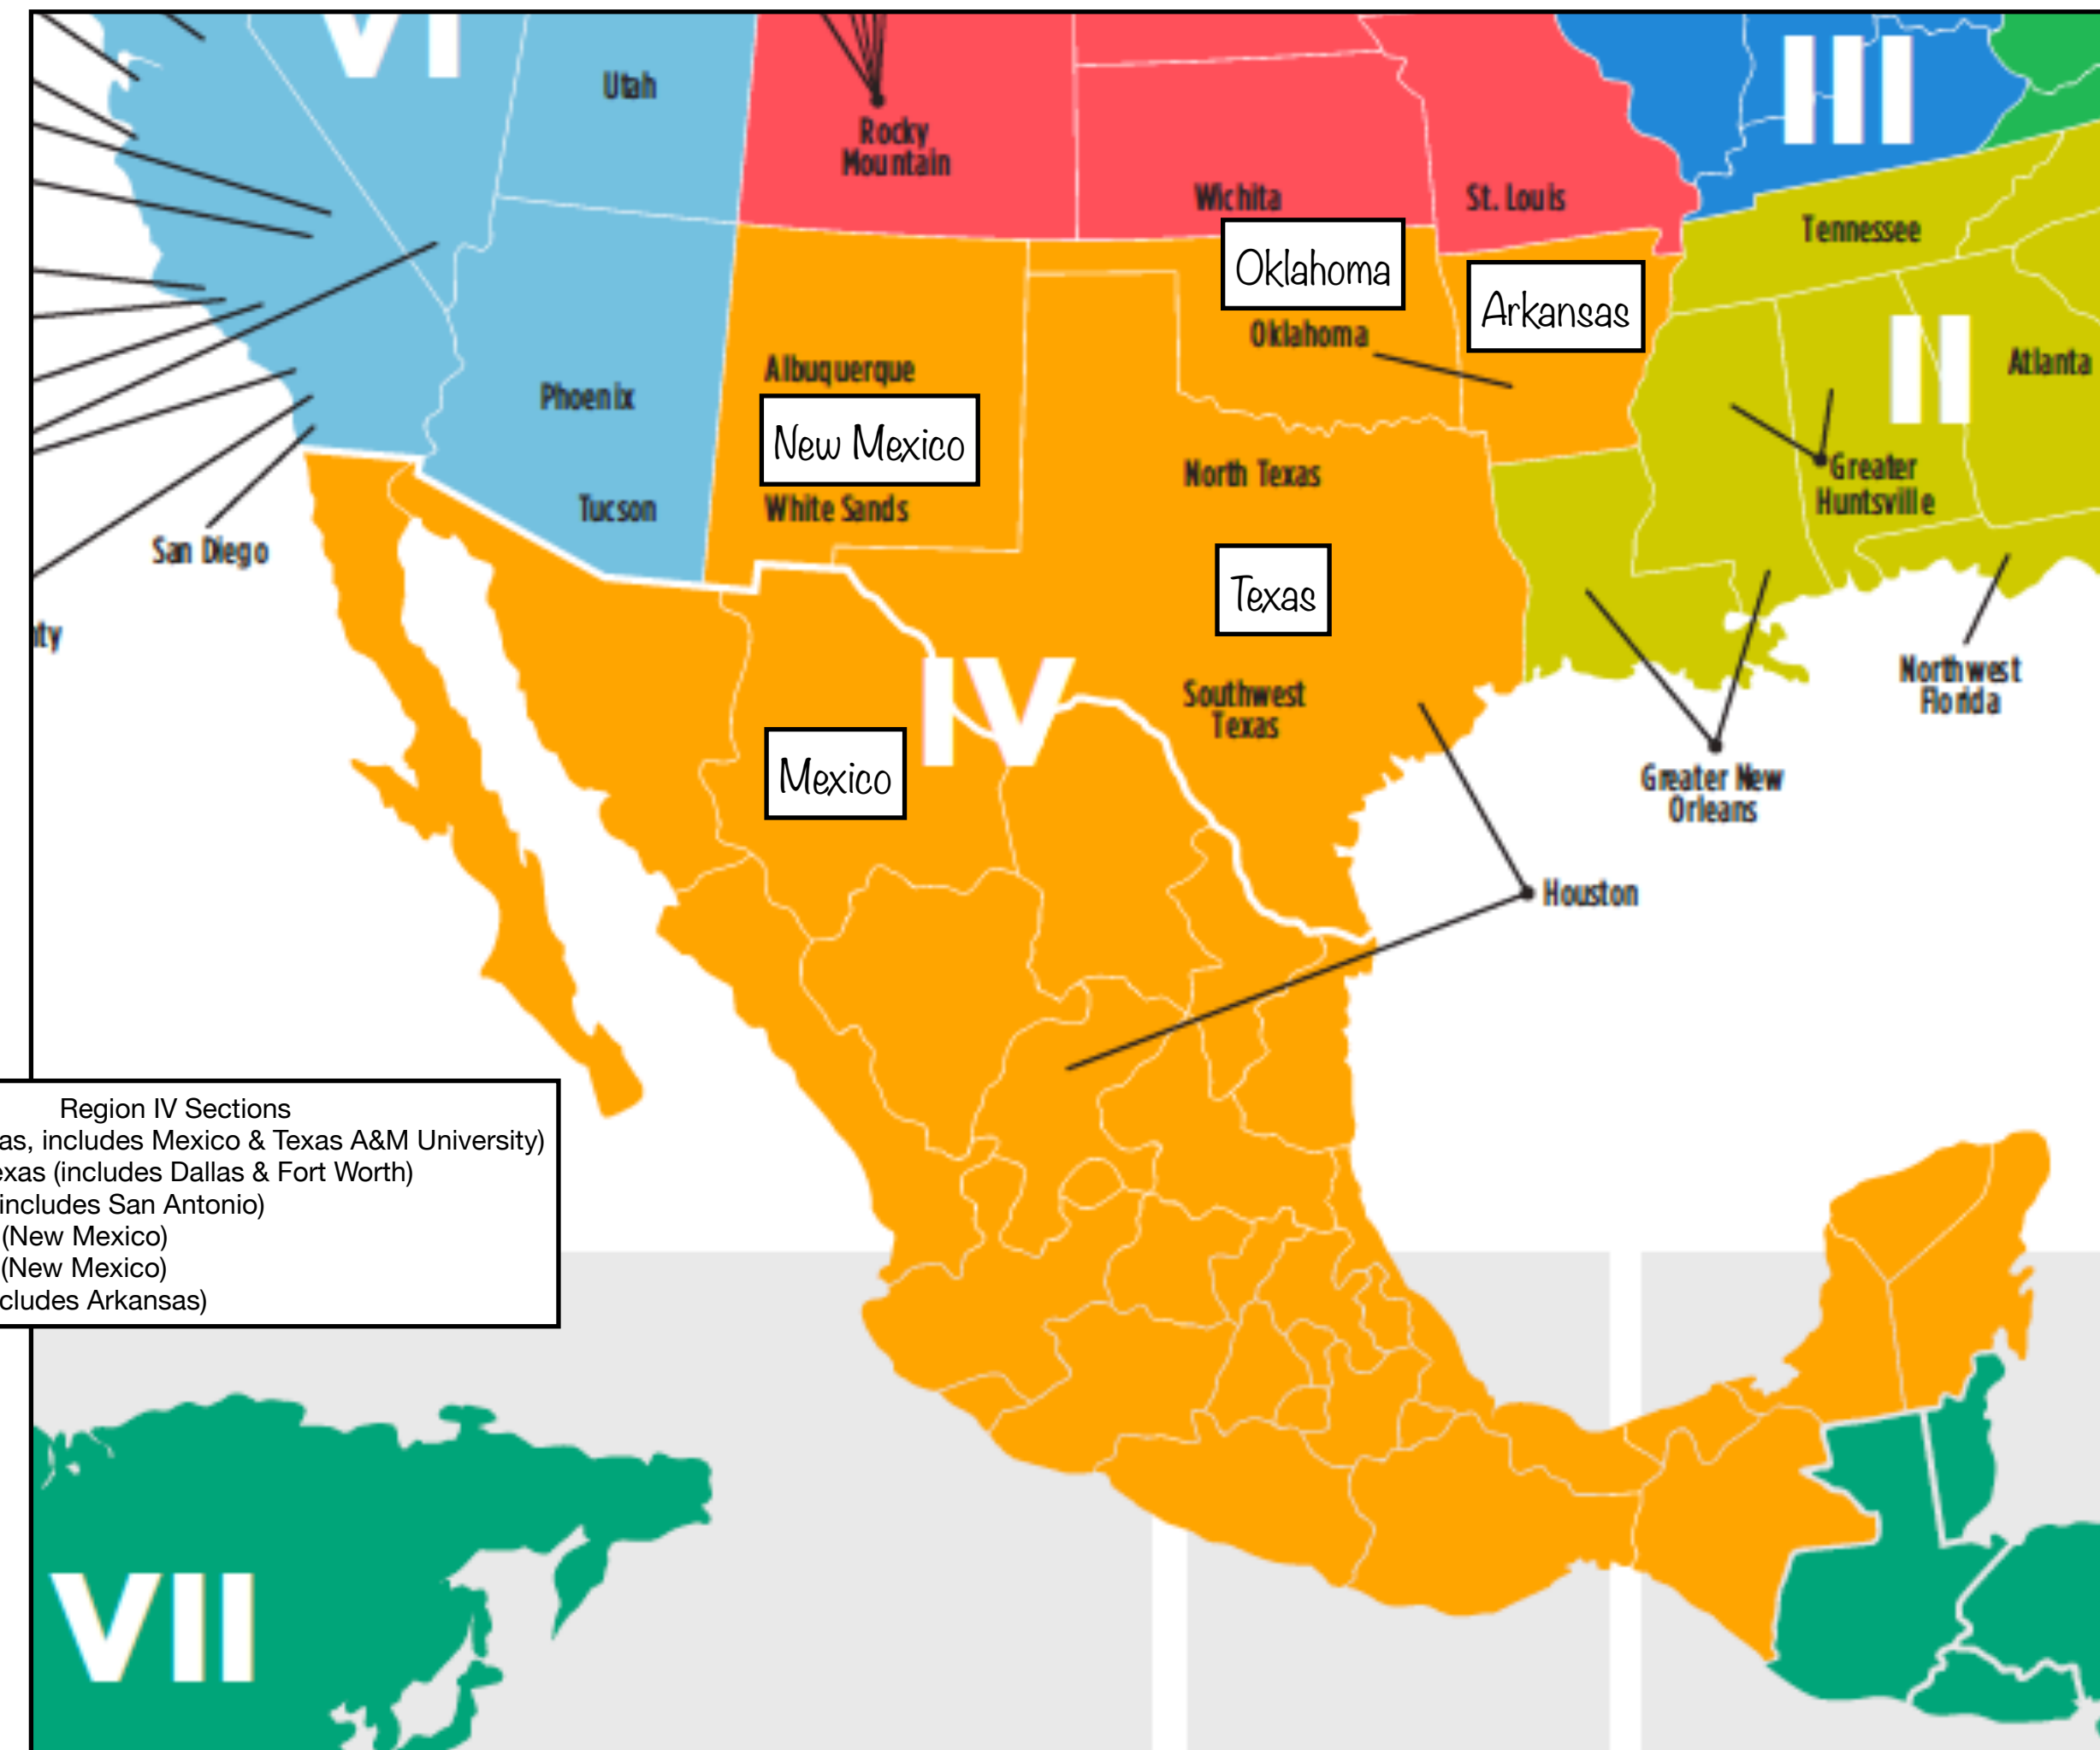 VI
III
Utah
Rocky
Mountain
Wichita
St. Louis
Tennessee
Oklahoma
Arkansas
Oklahoma
II
Atlanta
Albuquerque
Phoenix
New Mexico
North Texas
Greater
Huntsville
White Sands
Tucson
San Diego
Texas
Northwest
Florida
IV
Southwest
Texas
Mexico
Greater New
Orleans
Houston
Region IV Sections
includes Mexico & Texas A&M University)
(includes Dallas & Fort Worth)
includes San Antonio)
(New Mexico)
(New Mexico)
Arkansas)
VII